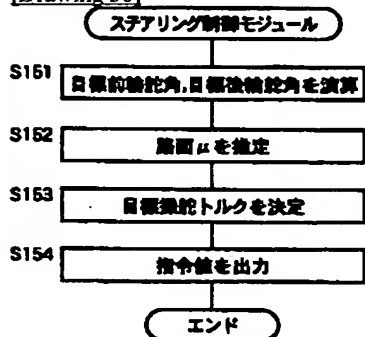 [Drawing 30]
ステアリング制御モジュール
S151
目標前輪舵角,目標後輪舵角を演算
S152
路面μを推定
S153
目標操舵トルクを決定
S154
指令値を出力
エンド